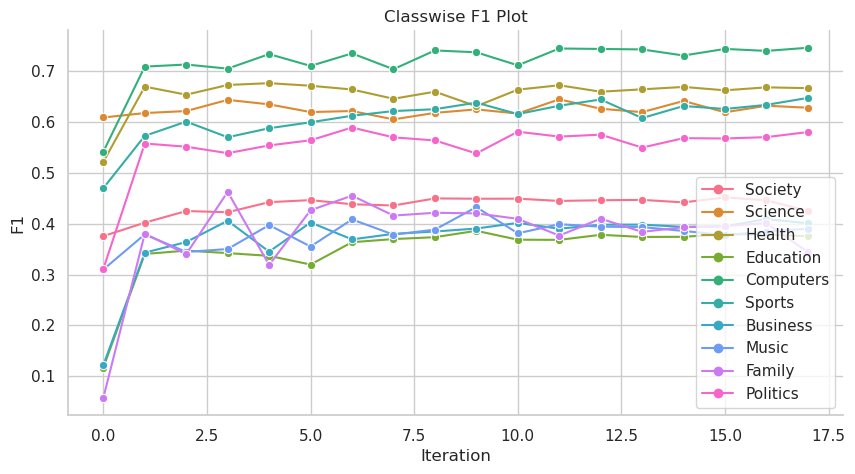 Classwise F1 Plot
F1
0.7
0.6
0.5
0.4
0.3
0.2
0.1
0.0
2.5
5.0
7.5
10.0
12.5
15.0
17.5
Iteration
Society
Science
Health
Education
Computers
Sports
Business
Music
Family
Politics